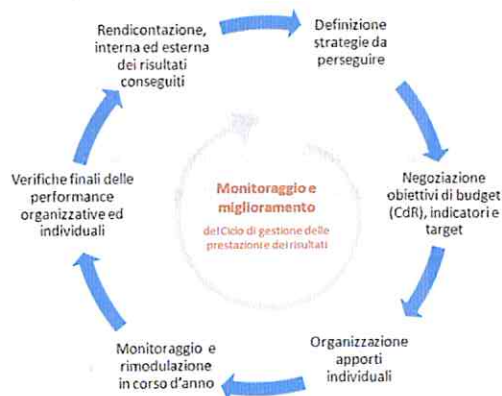 Rendicontazione,
interna ed esterna
dei risultati
conseguiti
Definizione
strategie da
perseguire
Negoziazione
obiettivi di budget
(CdR), indicatori e
target
Organizzazione
apporti
individuali
Monitoraggio e
rimodulazione
in corso d'anno
Verifiche finali delle
performance
organizzative ed
individuali
Monitoraggio e
miglioramento
del Ciclo di gestione delle
prestazioni e dei risultati